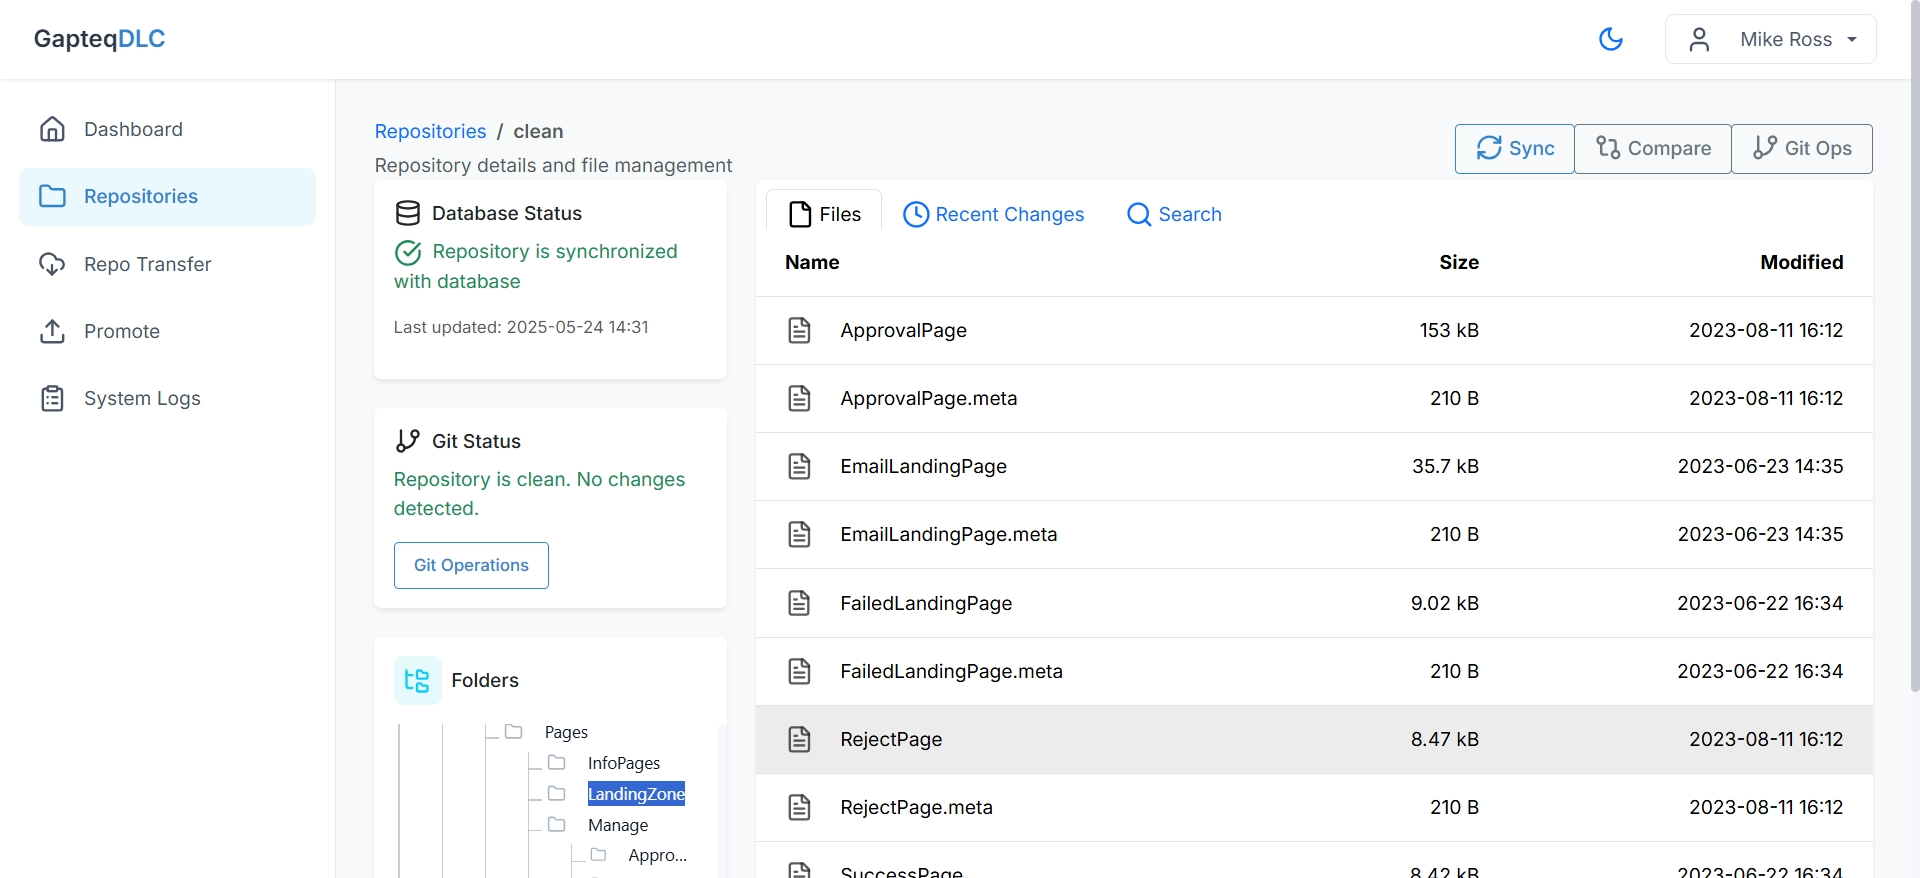 GapteqDLC
Mike Ross
Dashboard
Repositories
Repo Transfer
Promote
System Logs
Repositories / clean
Repository details and file management
Sync
Compare
Git Ops
Database Status
Repository is synchronized
with database
Last updated: 2025-05-24 14:31
Git Status
Repository is clean. No changes
detected.
Git Operations
Folders
Pages
InfoPages
LandingZone
Manage
Appro...
Files
Recent Changes
Search
Name Size Modified
ApprovalPage 153 kB 2023-08-11 16:12
ApprovalPage.meta 210 B 2023-08-11 16:12
EmailLandingPage 35.7 kB 2023-06-23 14:35
EmailLandingPage.meta 210 B 2023-06-23 14:35
FailedLandingPage 9.02 kB 2023-06-22 16:34
FailedLandingPage.meta 210 B 2023-06-22 16:34
RejectPage 8.47 kB 2023-08-11 16:12
RejectPage.meta 210 B 2023-08-11 16:12
SuccessPage 8.42 kB 2023-06-22 16:34